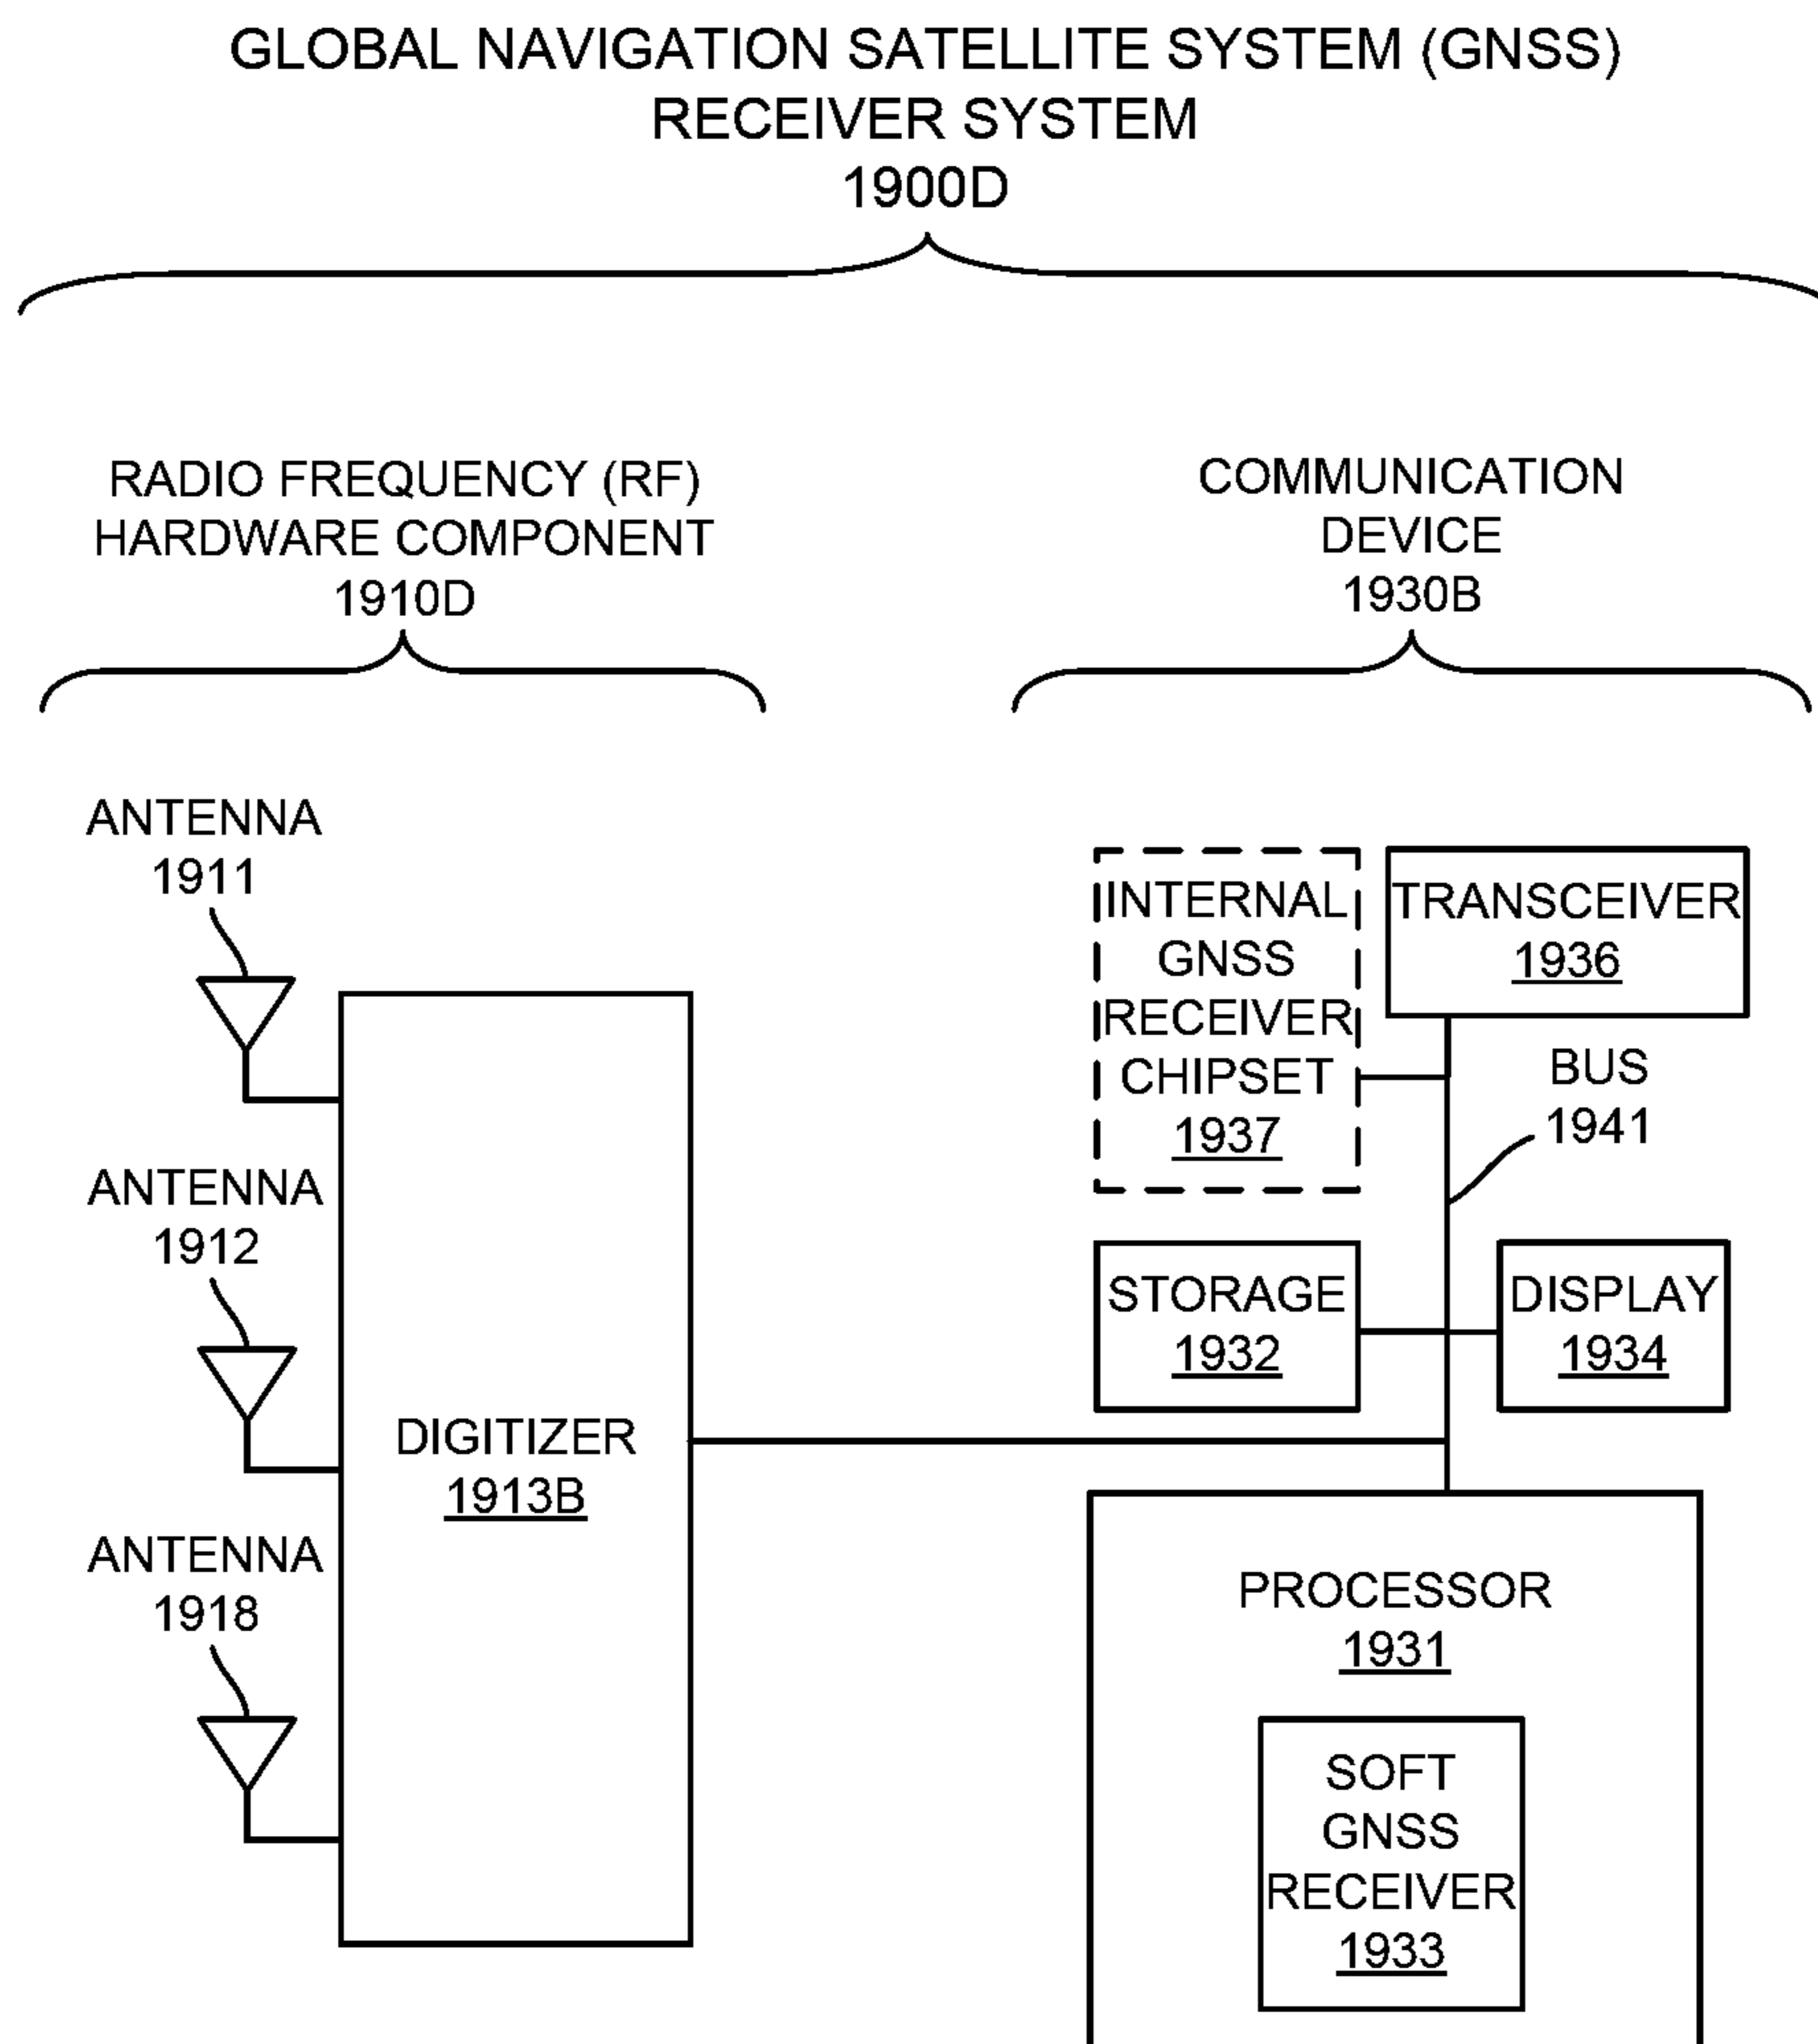 GLOBAL NAVIGATION SATELLITE SYSTEM (GNSS)
RECEIVER SYSTEM
1900D
RADIO FREQUENCY (RF)
HARDWARE COMPONENT
1910D
COMMUNICATION
DEVICE
1930B
ANTENNA
1911
ANTENNA
1912
ANTENNA
1918
DIGITIZER
1913B
INTERNAL
GNSS
RECEIVER
CHIPSET
1937
TRANSCEIVER
1936
BUS
1941
STORAGE
1932
DISPLAY
1934
PROCESSOR
1931
SOFT
GNSS
RECEIVER
1933